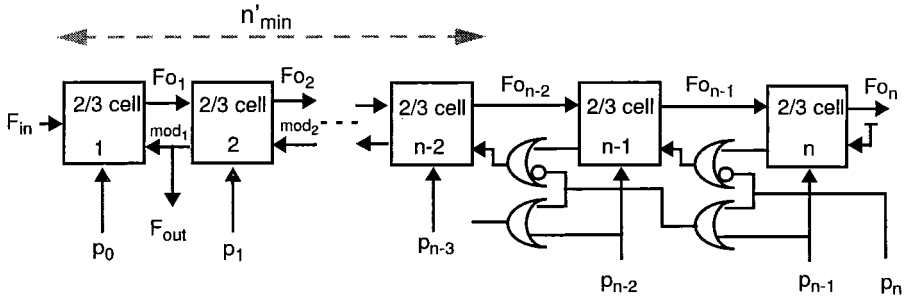 n'min
Fin
2/3 cell
1
Fo1
mod1
Fout
p0
2/3 cell
2
Fo2
mod2
p1
2/3 cell
n-2
Fon-2
pn-3
2/3 cell
n-1
Fon-1
pn-2
2/3 cell
n
Fon
pn-1
pn